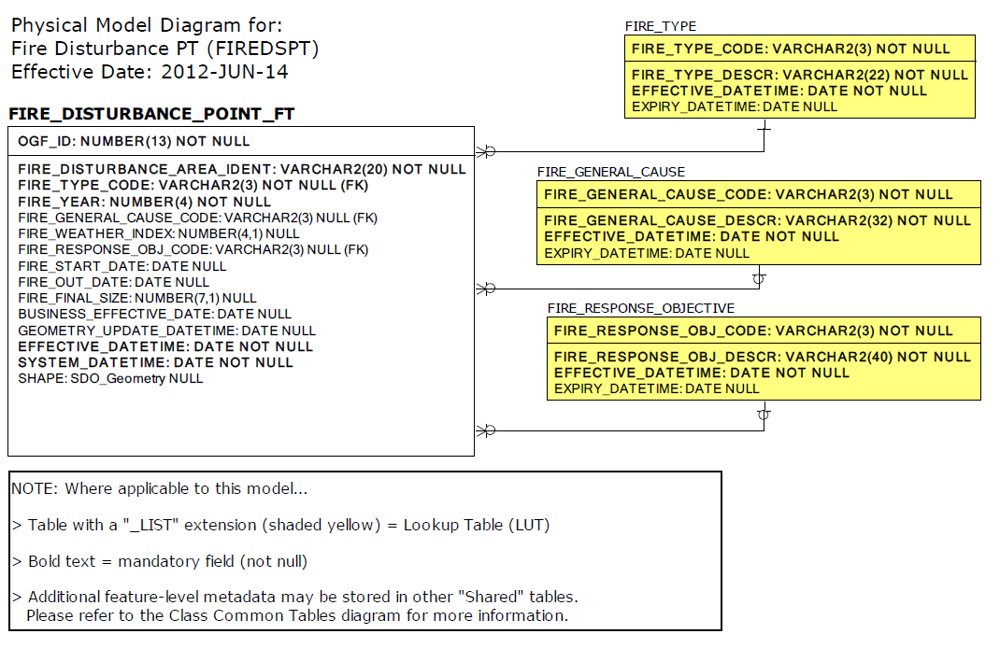 Physical Model Diagram for:
Fire Disturbance PT (FIREDSPT)
Effective Date: 2012-JUN-14
FIRE_DISTURBANCE_POINT_FT
OGF_ID: NUMBER(13) NOT NULL
FIRE_DISTURBANCE_AREA_IDENT: VARCHAR2(20) NOT NULL
FIRE_TYPE_CODE: VARCHAR2(3) NOT NULL (FK)
FIRE_YEAR: NUMBER(4) NOT NULL
FIRE_GENERAL_CAUSE_CODE: VARCHAR2(3) NULL (FK)
FIRE_WEATHER_INDEX: NUMBER(4,1) NULL
FIRE_RESPONSE_OBJ_CODE: VARCHAR2(3) NULL (FK)
FIRE_START_DATE: DATE NULL
FIRE_OUT_DATE: DATE NULL
FIRE_FINAL_SIZE: NUMBER(7,1) NULL
BUSINESS_EFFECTIVE_DATE: DATE NULL
GEOMETRY_UPDATE_DATETIME: DATE NULL
EFFECTIVE_DATETIME: DATE NOT NULL
SYSTEM_DATETIME: DATE NOT NULL
SHAPE: SDO_Geometry NULL
FIRE_TYPE
FIRE_TYPE_CODE: VARCHAR2(3) NOT NULL
FIRE_TYPE_DESCR: VARCHAR2(22) NOT NULL
EFFECTIVE_DATETIME: DATE NOT NULL
EXPIRY_DATETIME: DATE NULL
FIRE_GENERAL_CAUSE
FIRE_GENERAL_CAUSE_CODE: VARCHAR2(3) NOT NULL
FIRE_GENERAL_CAUSE_DESCR: VARCHAR2(32) NOT NULL
EFFECTIVE_DATETIME: DATE NOT NULL
EXPIRY_DATETIME: DATE NULL
FIRE_RESPONSE_OBJECTIVE
FIRE_RESPONSE_OBJ_CODE: VARCHAR2(3) NOT NULL
FIRE_RESPONSE_OBJ_DESCR: VARCHAR2(40) NOT NULL
EFFECTIVE_DATETIME: DATE NOT NULL
EXPIRY_DATETIME: DATE NULL
NOTE: Where applicable to this model...
> Table with a "_LIST" extension (shaded yellow) = Lookup Table (LUT)
> Bold text = mandatory field (not null)
> Additional feature-level metadata may be stored in other "Shared" tables.
Please refer to the Class Common Tables diagram for more information.